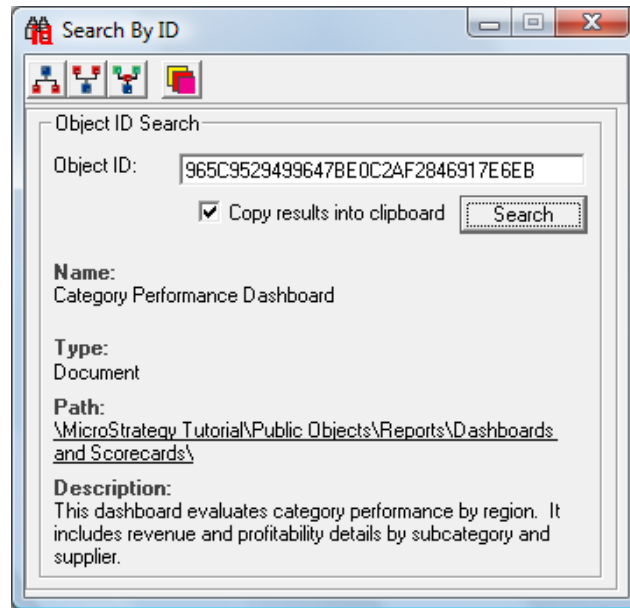 Search By ID
Object ID Search
Object ID:
965C9529499647BE0C2AF2846917E6EB
Copy results into clipboard
Search
Name:
Category Performance Dashboard
Type:
Document
Path:
\MicroStrategy Tutorial\Public Objects\Reports\Dashboards
and Scorecards\
Description:
This dashboard evaluates category performance by region.  It
includes revenue and profitability details by subcategory and
supplier.